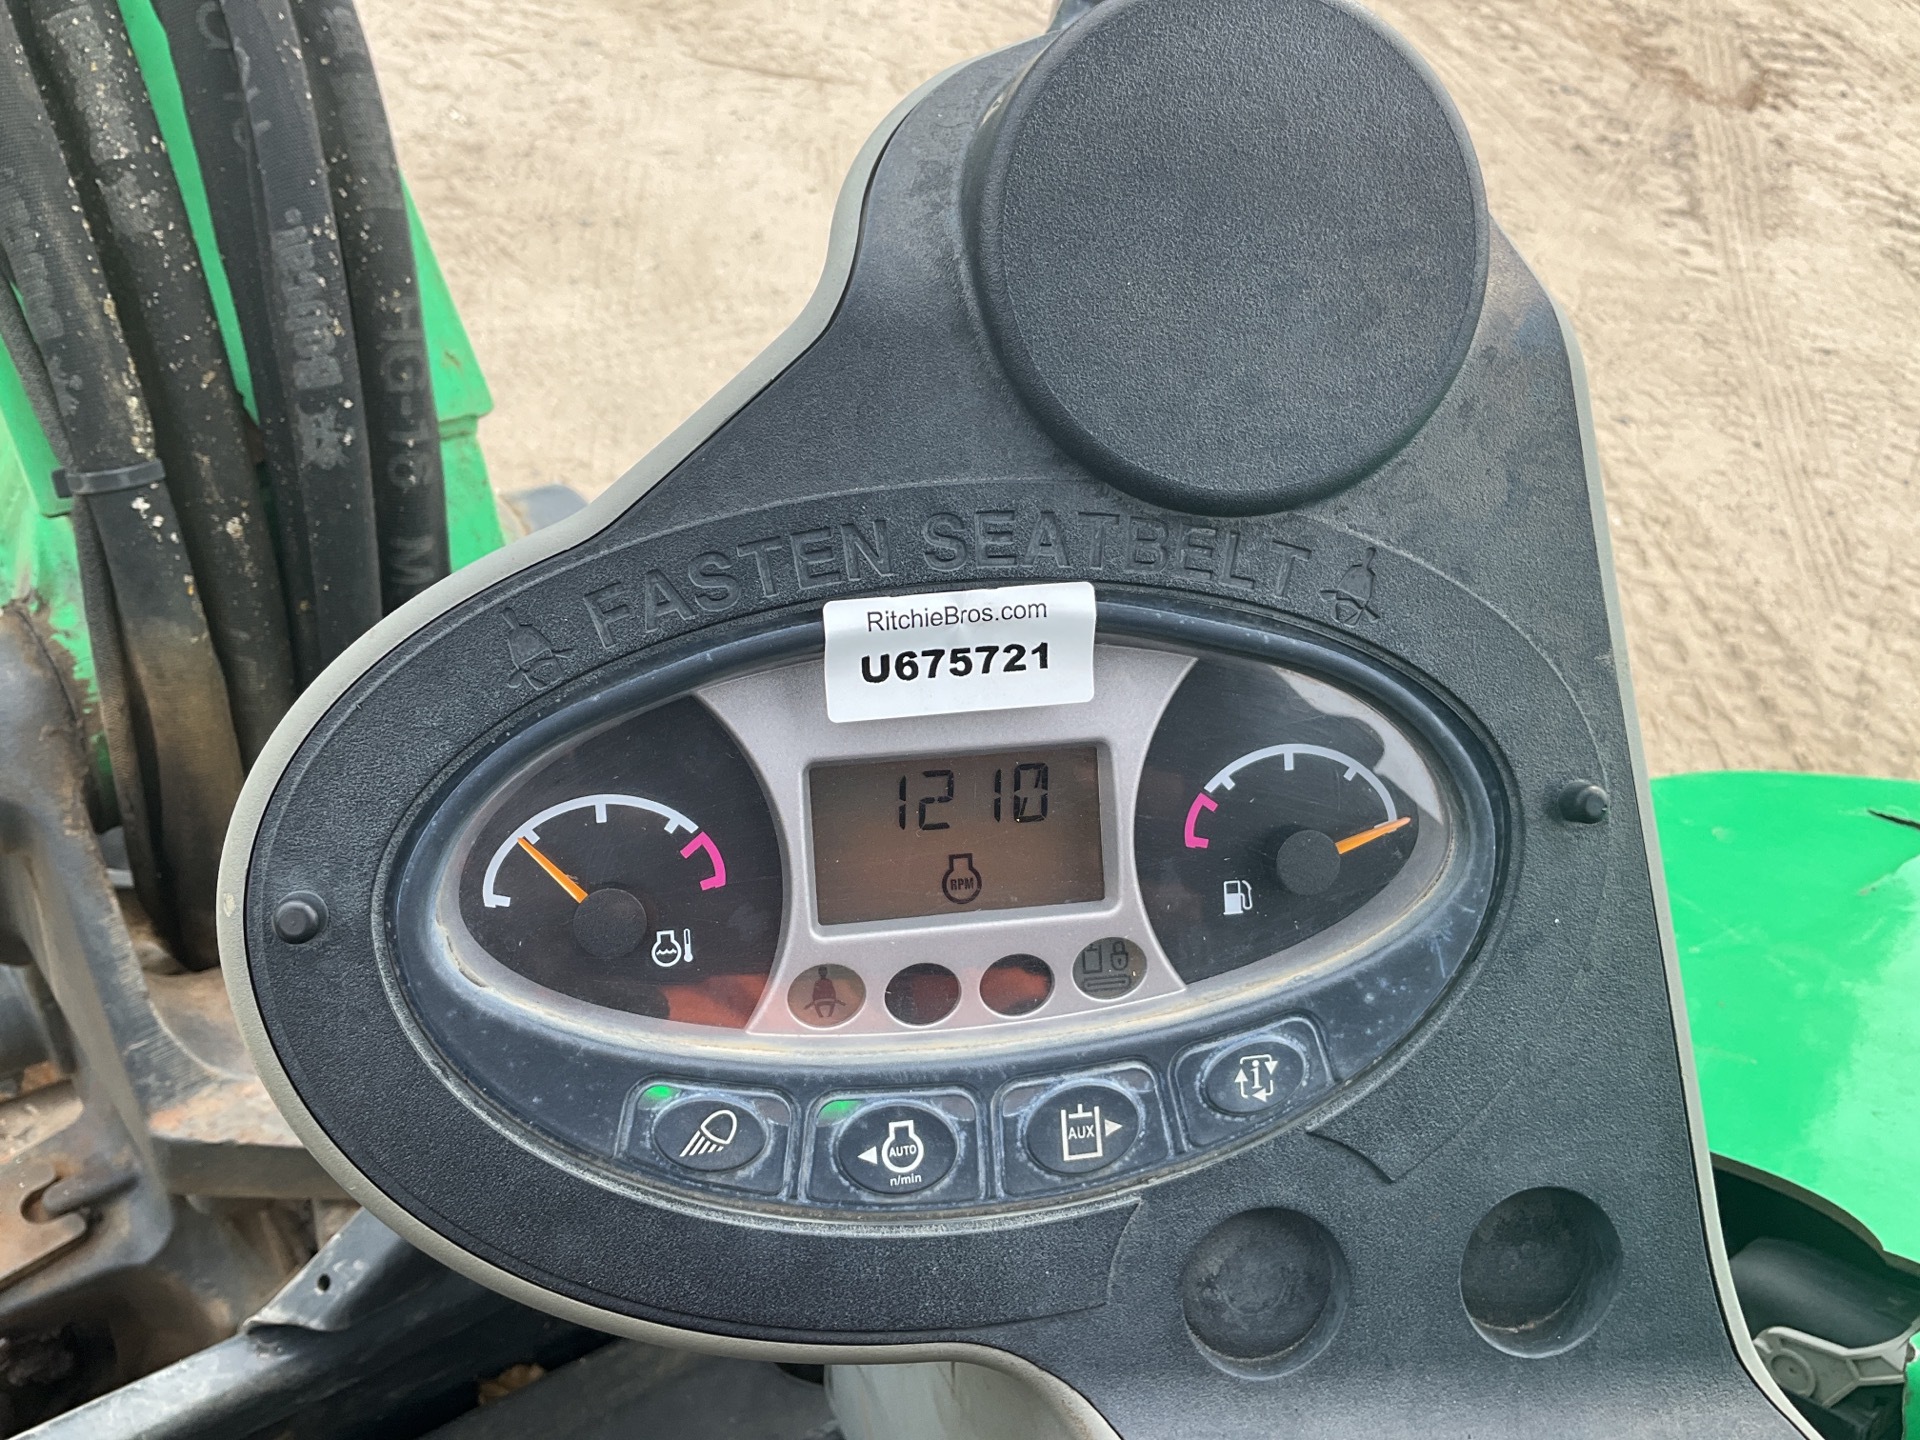 FASTEN SEATBELT
RitchieBros.com
U675721
1210
RPM
AUTO
n/min
AUX
i